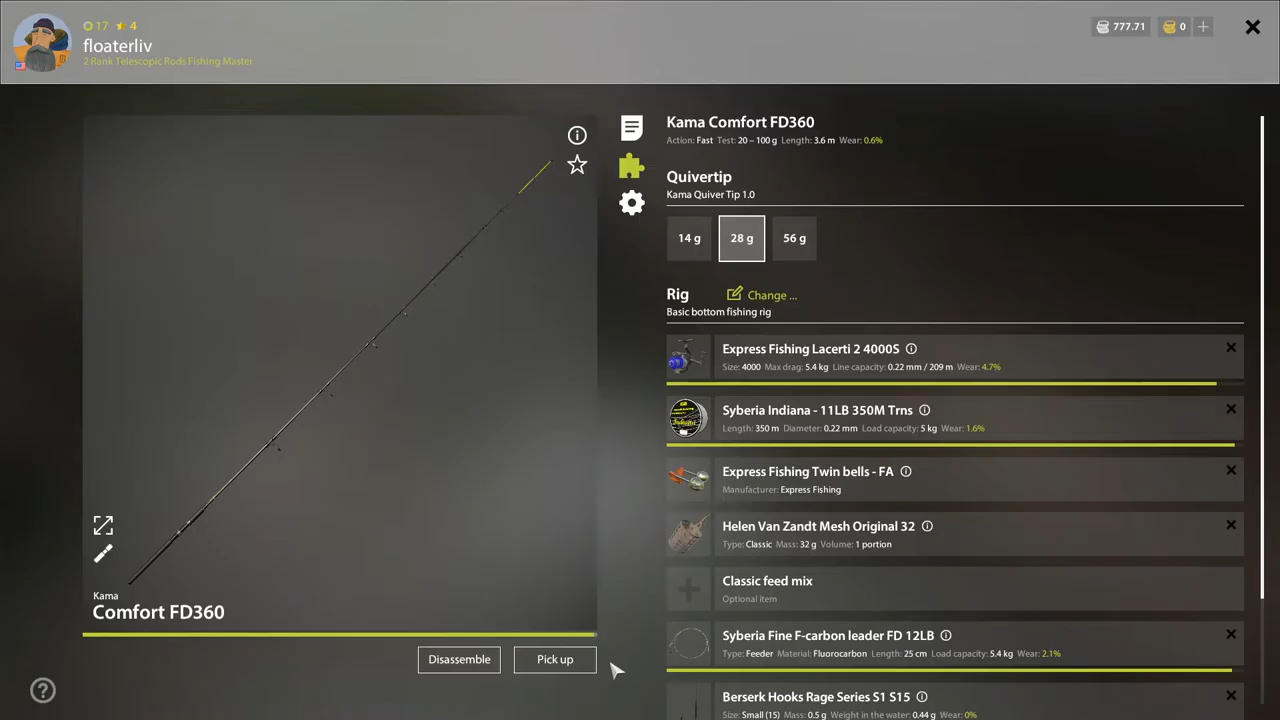 17 4
floaterliv
2 Rank Telescopic Rods Fishing Master
777.71 0
Kama Comfort FD360
Action: Fast Test: 20 – 100 g Length: 3.6 m Wear: 0.6%
Quivertip
Kama Quiver Tip 1.0
14 g 28 g 56 g
Rig Change ...
Basic bottom fishing rig
Express Fishing Lacerti 2 4000S
Size: 4000 Max drag: 5.4 kg Line capacity: 0.22 mm / 209 m Wear: 4.7%
Syberia Indiana - 11LB 350M Trns
Length: 350 m Diameter: 0.22 mm Load capacity: 5 kg Wear: 1.6%
Express Fishing Twin bells - FA
Manufacturer: Express Fishing
Helen Van Zandt Mesh Original 32
Type: Classic Mass: 32 g Volume: 1 portion
Classic feed mix
Optional item
Syberia Fine F-carbon leader FD 12LB
Type: Feeder Material: Fluorocarbon Length: 25 cm Load capacity: 5.4 kg Wear: 2.1%
Berserk Hooks Rage Series S1 S15
Size: Small (15) Mass: 0.5 g Weight in the water: 0.44 g Wear: 0%
Kama
Comfort FD360
Disassemble Pick up